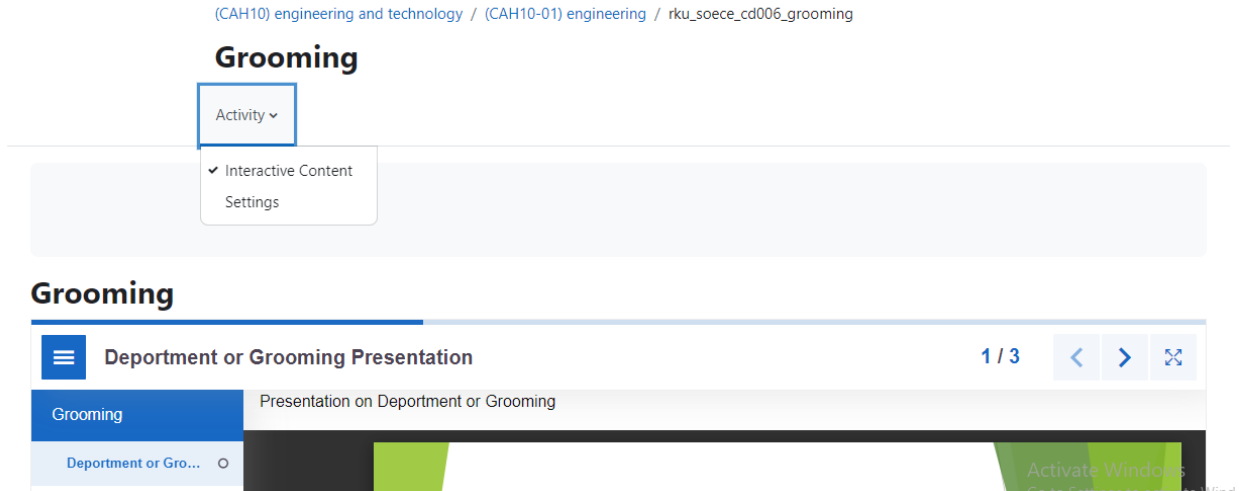 (CAH10) engineering and technology / (CAH10-01) engineering / rku_soece_cd006_grooming
Grooming
Activity
Interactive Content
Settings
Grooming
Deportment or Grooming Presentation
1 / 3
Grooming
Presentation on Deportment or Grooming
Deportment or Gro...
Activate Windows